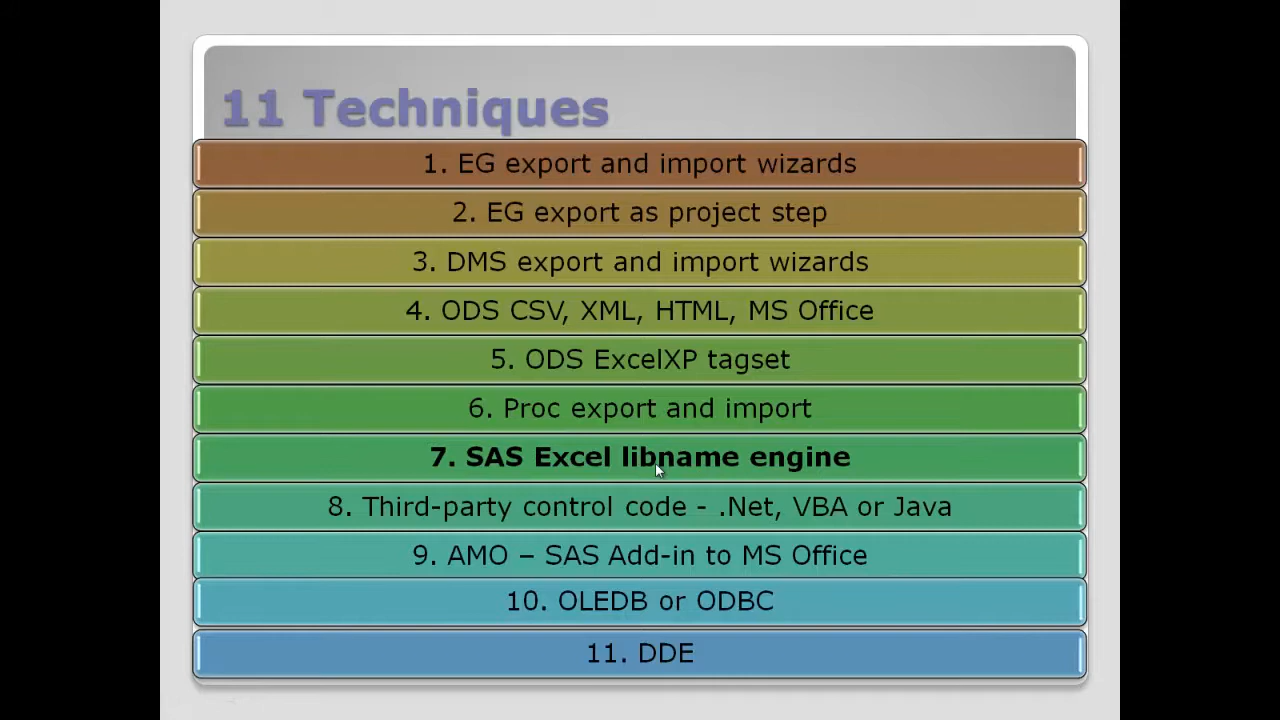 11 Techniques
1. EG export and import wizards
2. EG export as project step
3. DMS export and import wizards
4. ODS CSV, XML, HTML, MS Office
5. ODS ExcelXP tagset
6. Proc export and import
7. SAS Excel libname engine
8. Third-party control code - .Net, VBA or Java
9. AMO – SAS Add-in to MS Office
10. OLEDB or ODBC
11. DDE